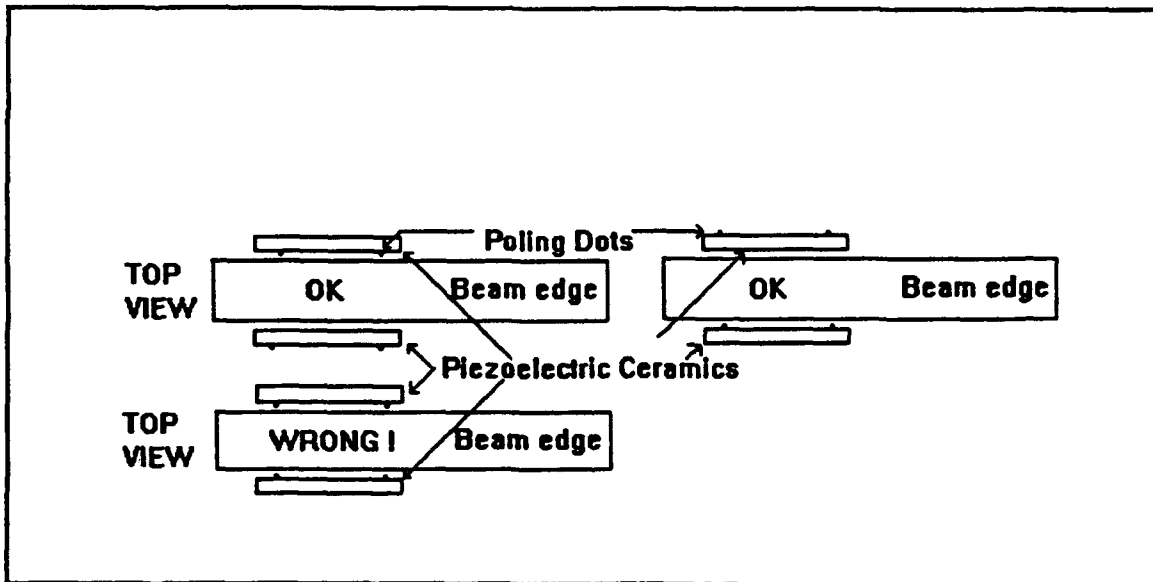 Poling Dots
TOP
VIEW
OK
Beam edge
OK
Beam edge
Piezoelectric Ceramics
TOP
VIEW
WRONG !
Beam edge